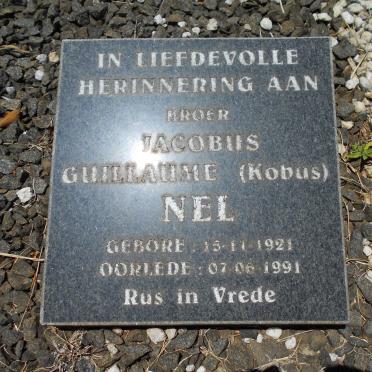 IN LIEFDEVOLLE
HERINNERING AAN
BROER
JACOBUS
GUILLAUME (Kobus)
NEL
GEBORE : 15-11-1921
OORLEDE : 07-06-1991
Rus in Vrede